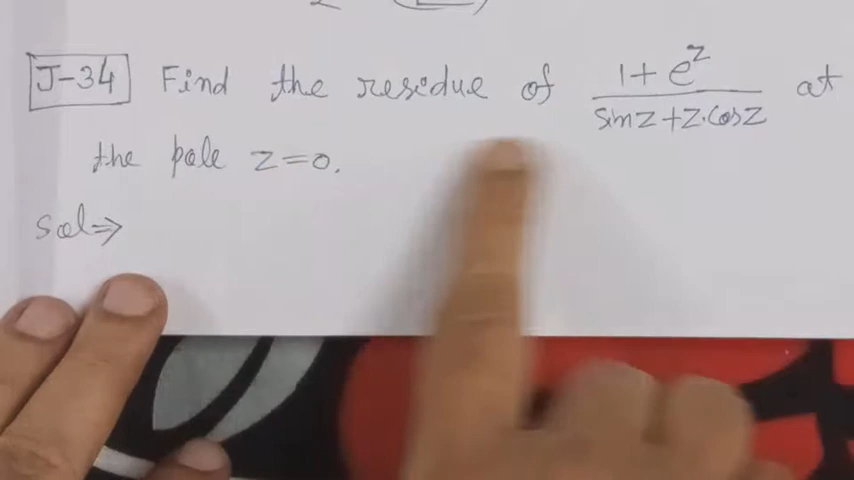 J-34 Find the residue of (1+e^z)/(sinz+z.cosz) at
the pole z=0.
Sol⇒